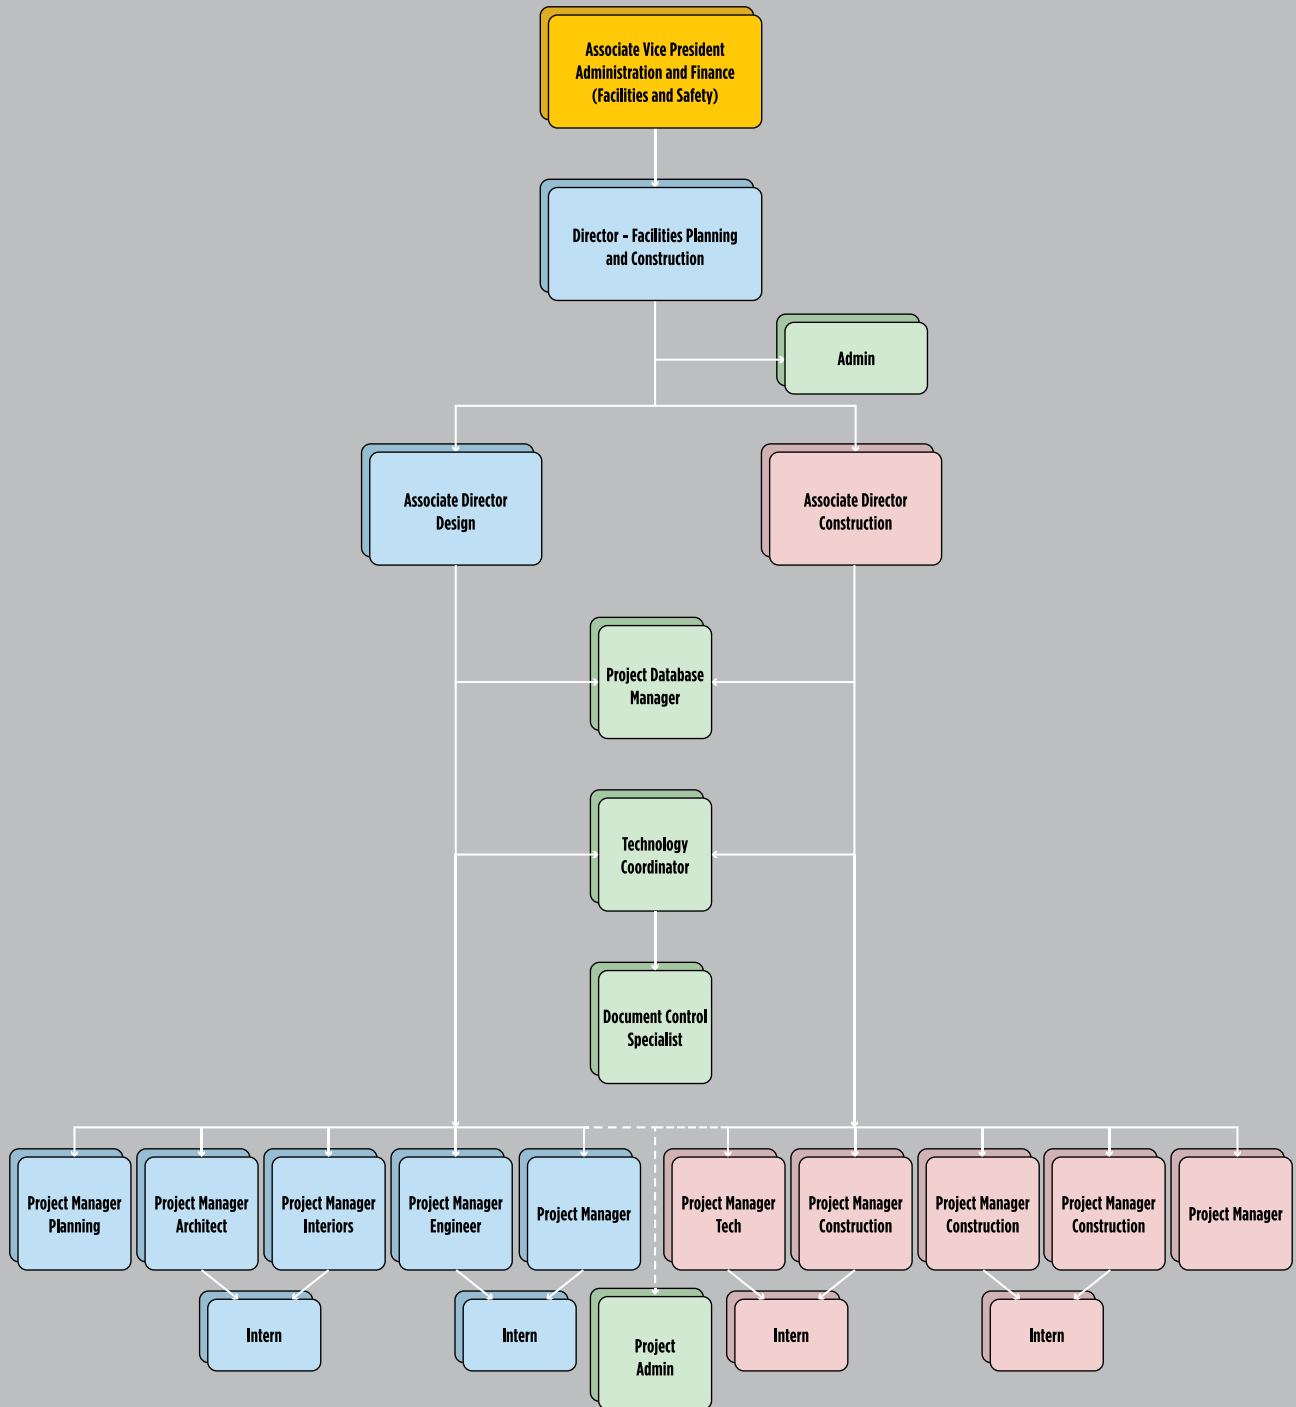 Associate Vice President
Administration and Finance
(Facilities and Safety)
Director - Facilities Planning
and Construction
Admin
Associate Director
Design
Associate Director
Construction
Project Database
Manager
Technology
Coordinator
Document Control
Specialist
Project Manager
Planning
Project Manager
Architect
Project Manager
Interiors
Project Manager
Engineer
Project Manager
Project Manager
Tech
Project Manager
Construction
Project Manager
Construction
Project Manager
Construction
Project Manager
Intern
Intern
Project
Admin
Intern
Intern